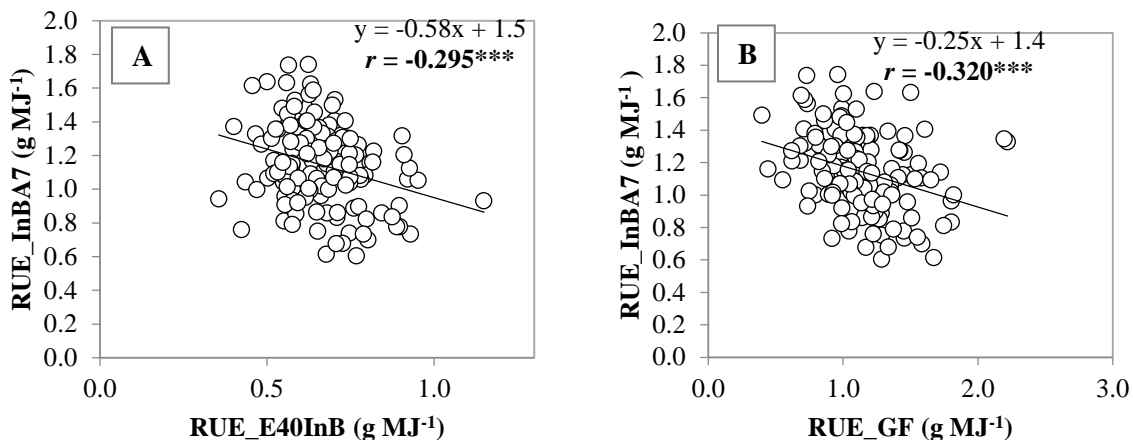 A
y = -0.58x + 1.5
r = -0.295***
RUE_InBA7 (g MJ-1)
2.0
1.8
1.6
1.4
1.2
1.0
0.8
0.6
0.4
0.2
0.0
0.0 0.5 1.0
RUE_E40InB (g MJ-1)
B
y = -0.25x + 1.4
r = -0.320***
RUE_InBA7 (g MJ-1)
2.0
1.8
1.6
1.4
1.2
1.0
0.8
0.6
0.4
0.2
0.0
0.0 1.0 2.0 3.0
RUE_GF (g MJ-1)